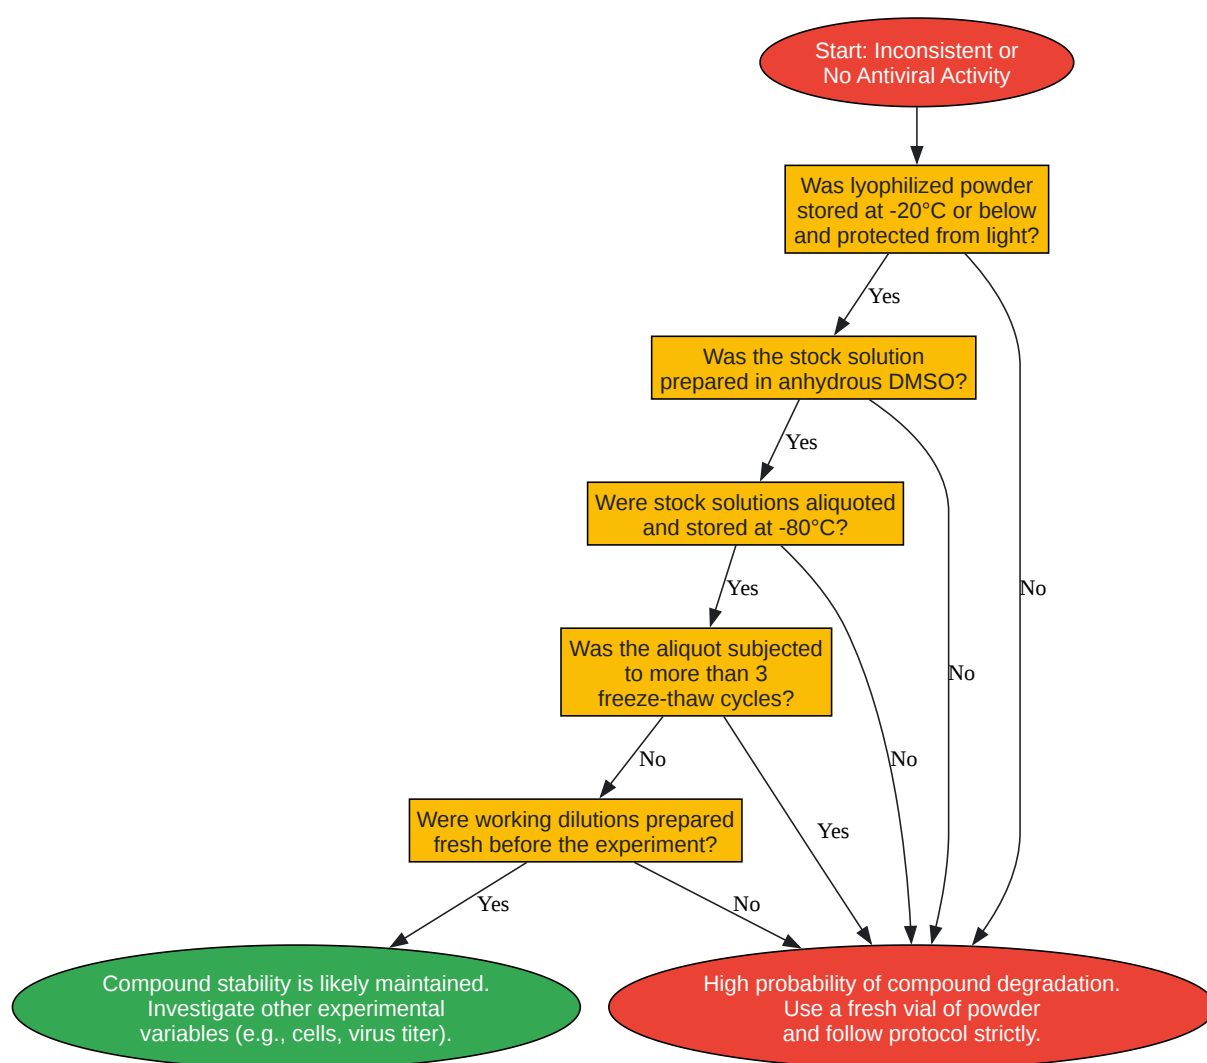 Start: Inconsistent or
No Antiviral Activity
Was lyophilized powder
stored at -20°C or below
and protected from light?
Yes
Was the stock solution
prepared in anhydrous DMSO?
Yes
Were stock solutions aliquoted
and stored at -80°C?
Yes
No
Was the aliquot subjected
to more than 3
freeze-thaw cycles?
No
No
No
Were working dilutions prepared
fresh before the experiment?
Yes
Yes
No
Compound stability is likely maintained.
Investigate other experimental
variables (e.g., cells, virus titer).
High probability of compound degradation.
Use a fresh vial of powder
and follow protocol strictly.